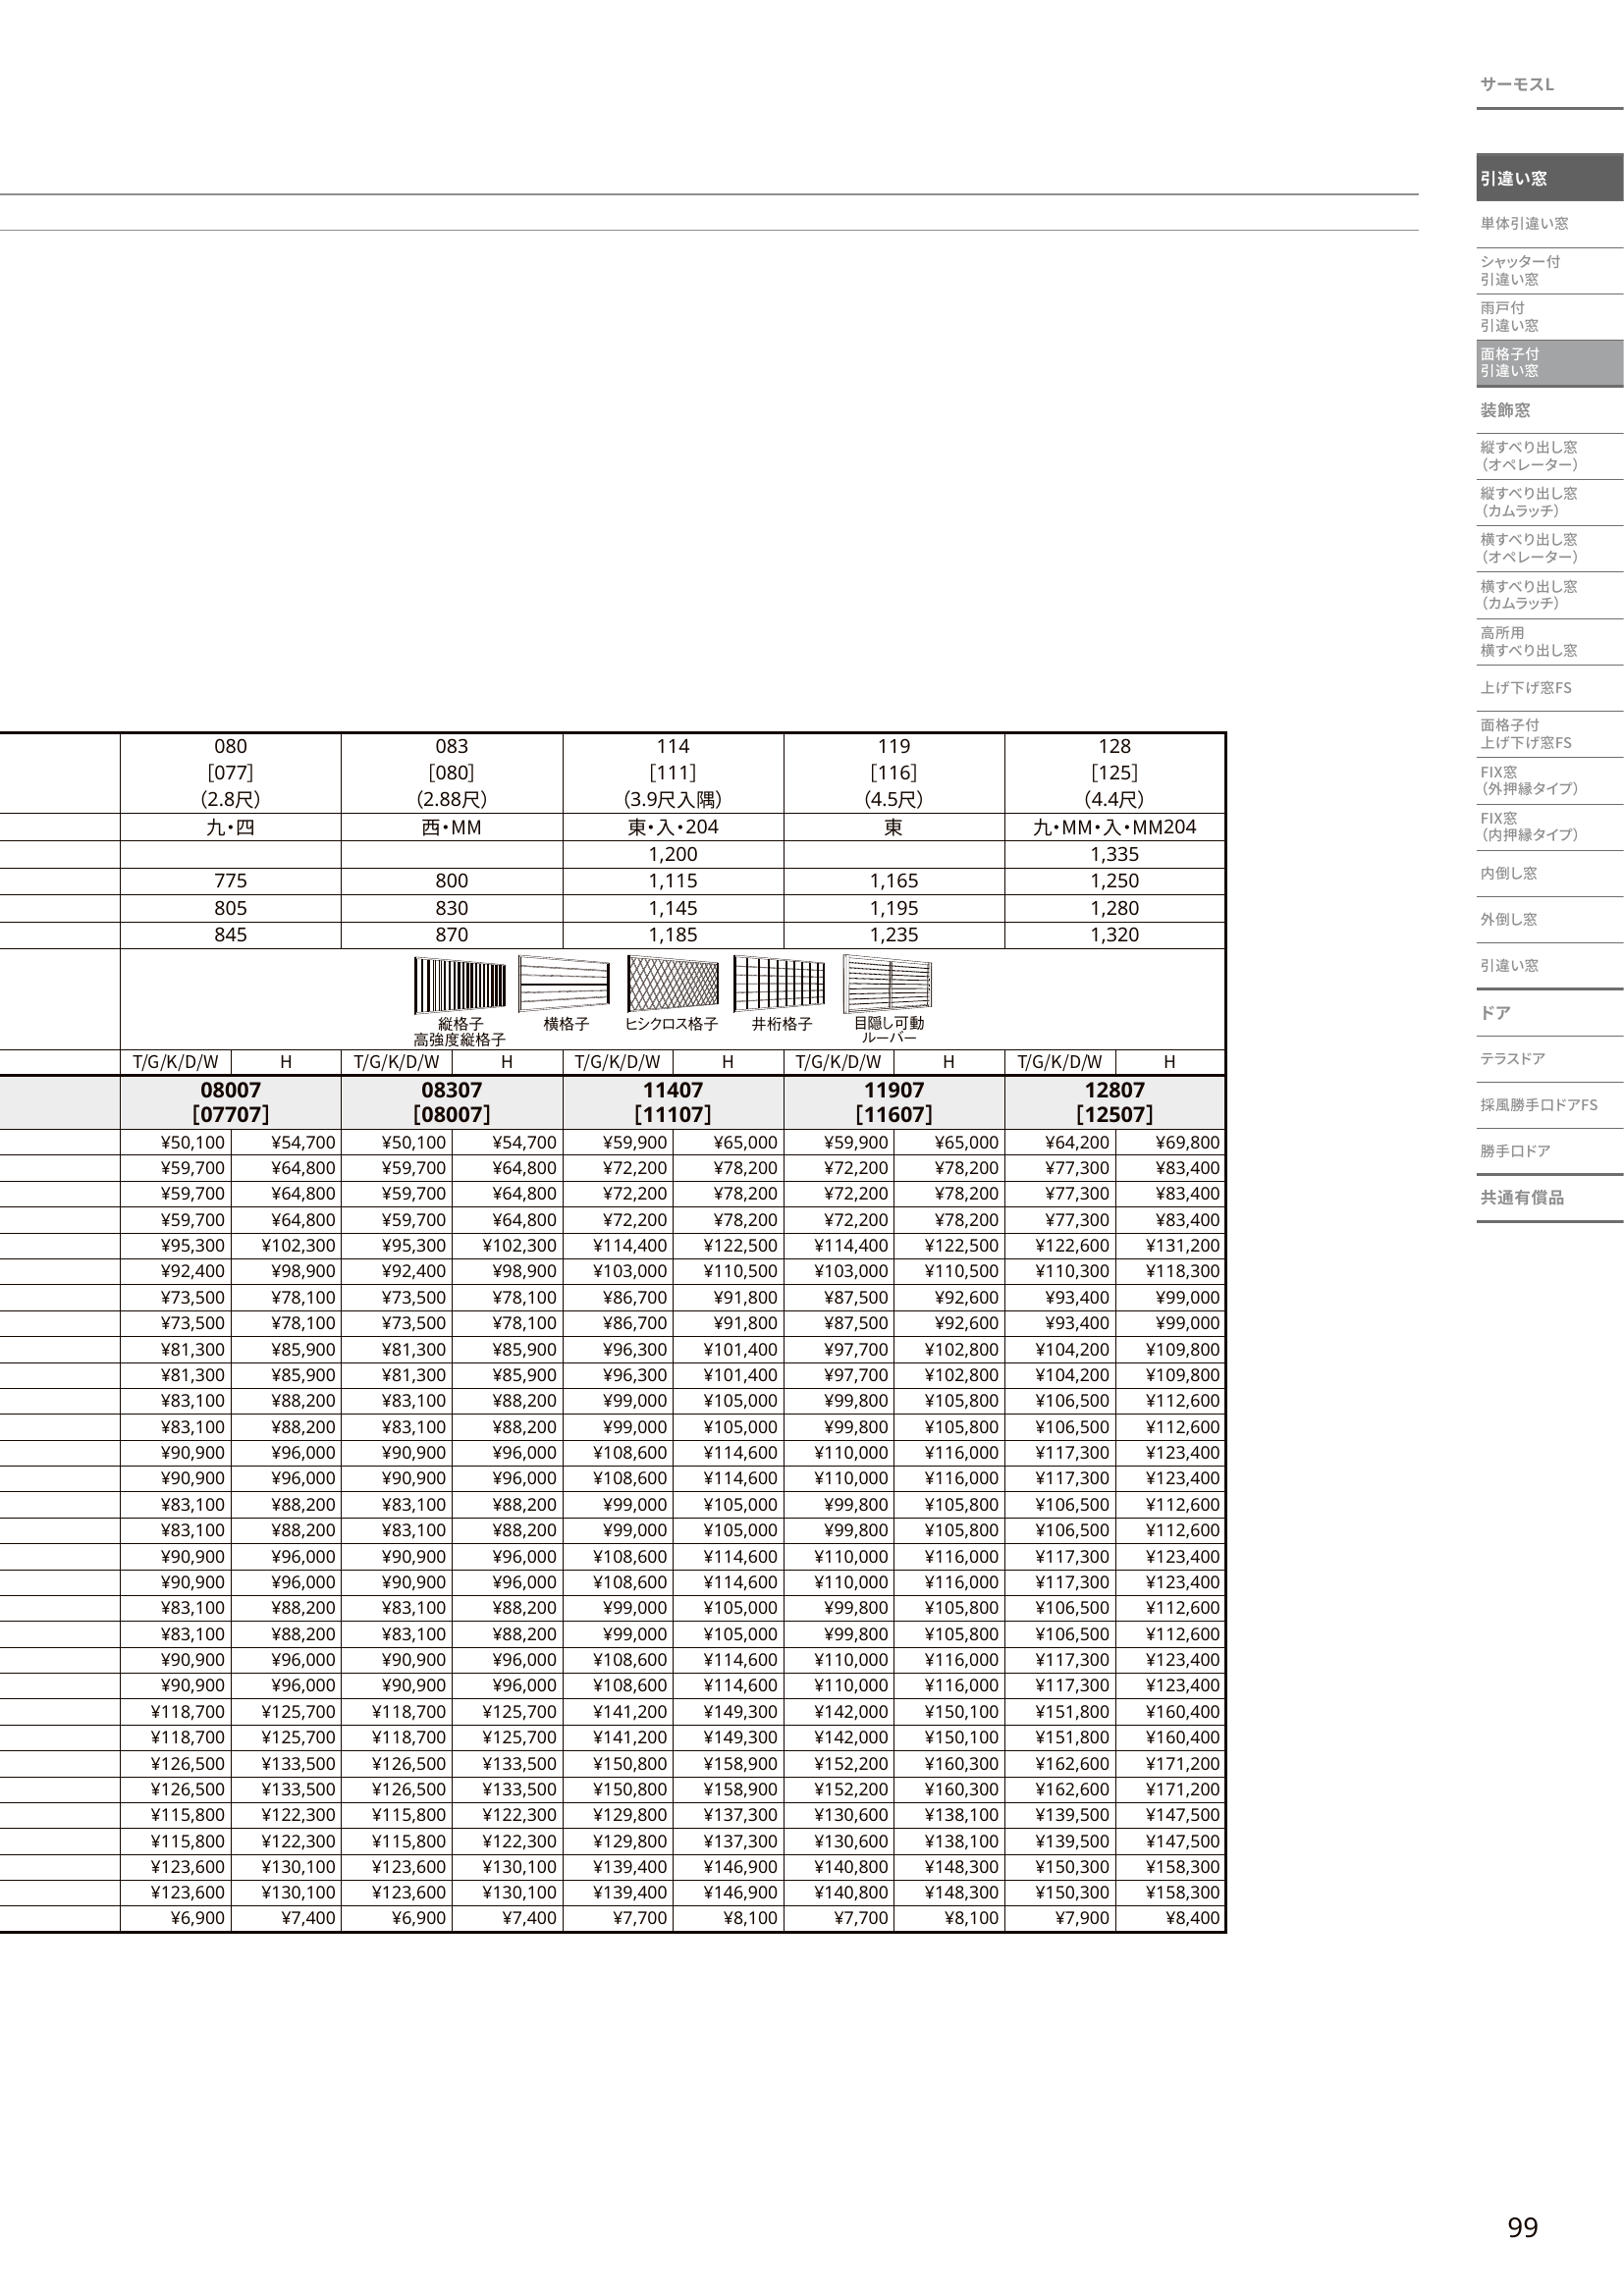 サーモスL
引違い窓
単体引違い窓
シャッター付
引違い窓
雨戸付
引違い窓
面格子付
引違い窓
装飾窓
縦すべり出し窓
（オペレーター）
縦すべり出し窓
（カムラッチ）
横すべり出し窓
（オペレーター）
横すべり出し窓
（カムラッチ）
高所用
横すべり出し窓
上げ下げ窓FS
面格子付
上げ下げ窓FS
FIX窓
（外押縁タイプ）
FIX窓
（内押縁タイプ）
内倒し窓
外倒し窓
引違い窓
ドア
テラスドア
採風勝手口ドアFS
勝手口ドア
共通有償品
080 083 114 119 128
［077］ ［080］ ［111］ ［116］ ［125］
（2.8尺） （2.88尺） （3.9尺入隅） （4.5尺） （4.4尺）
九・四 西・MM 東・入・204 東 九・MM・入・MM204
1,200 1,335
775 800 1,115 1,165 1,250
805 830 1,145 1,195 1,280
845 870 1,185 1,235 1,320
縦格子 横格子 ヒシクロス格子 井桁格子 目隠し可動
高強度縦格子 ルーバー
T/G/K/D/W H T/G/K/D/W H T/G/K/D/W H T/G/K/D/W H T/G/K/D/W H
08007 08307 11407 11907 12807
［07707］ ［08007］ ［11107］ ［11607］ ［12507］
¥50,100 ¥54,700 ¥50,100 ¥54,700 ¥59,900 ¥65,000 ¥59,900 ¥65,000 ¥64,200 ¥69,800
¥59,700 ¥64,800 ¥59,700 ¥64,800 ¥72,200 ¥78,200 ¥72,200 ¥78,200 ¥77,300 ¥83,400
¥59,700 ¥64,800 ¥59,700 ¥64,800 ¥72,200 ¥78,200 ¥72,200 ¥78,200 ¥77,300 ¥83,400
¥59,700 ¥64,800 ¥59,700 ¥64,800 ¥72,200 ¥78,200 ¥72,200 ¥78,200 ¥77,300 ¥83,400
¥95,300 ¥102,300 ¥95,300 ¥102,300 ¥114,400 ¥122,500 ¥114,400 ¥122,500 ¥122,600 ¥131,200
¥92,400 ¥98,900 ¥92,400 ¥98,900 ¥103,000 ¥110,500 ¥103,000 ¥110,500 ¥110,300 ¥118,300
¥73,500 ¥78,100 ¥73,500 ¥78,100 ¥86,700 ¥91,800 ¥87,500 ¥92,600 ¥93,400 ¥99,000
¥73,500 ¥78,100 ¥73,500 ¥78,100 ¥86,700 ¥91,800 ¥87,500 ¥92,600 ¥93,400 ¥99,000
¥81,300 ¥85,900 ¥81,300 ¥85,900 ¥96,300 ¥101,400 ¥97,700 ¥102,800 ¥104,200 ¥109,800
¥81,300 ¥85,900 ¥81,300 ¥85,900 ¥96,300 ¥101,400 ¥97,700 ¥102,800 ¥104,200 ¥109,800
¥83,100 ¥88,200 ¥83,100 ¥88,200 ¥99,000 ¥105,000 ¥99,800 ¥105,800 ¥106,500 ¥112,600
¥83,100 ¥88,200 ¥83,100 ¥88,200 ¥99,000 ¥105,000 ¥99,800 ¥105,800 ¥106,500 ¥112,600
¥90,900 ¥96,000 ¥90,900 ¥96,000 ¥108,600 ¥114,600 ¥110,000 ¥116,000 ¥117,300 ¥123,400
¥90,900 ¥96,000 ¥90,900 ¥96,000 ¥108,600 ¥114,600 ¥110,000 ¥116,000 ¥117,300 ¥123,400
¥83,100 ¥88,200 ¥83,100 ¥88,200 ¥99,000 ¥105,000 ¥99,800 ¥105,800 ¥106,500 ¥112,600
¥83,100 ¥88,200 ¥83,100 ¥88,200 ¥99,000 ¥105,000 ¥99,800 ¥105,800 ¥106,500 ¥112,600
¥90,900 ¥96,000 ¥90,900 ¥96,000 ¥108,600 ¥114,600 ¥110,000 ¥116,000 ¥117,300 ¥123,400
¥90,900 ¥96,000 ¥90,900 ¥96,000 ¥108,600 ¥114,600 ¥110,000 ¥116,000 ¥117,300 ¥123,400
¥83,100 ¥88,200 ¥83,100 ¥88,200 ¥99,000 ¥105,000 ¥99,800 ¥105,800 ¥106,500 ¥112,600
¥83,100 ¥88,200 ¥83,100 ¥88,200 ¥99,000 ¥105,000 ¥99,800 ¥105,800 ¥106,500 ¥112,600
¥90,900 ¥96,000 ¥90,900 ¥96,000 ¥108,600 ¥114,600 ¥110,000 ¥116,000 ¥117,300 ¥123,400
¥90,900 ¥96,000 ¥90,900 ¥96,000 ¥108,600 ¥114,600 ¥110,000 ¥116,000 ¥117,300 ¥123,400
¥118,700 ¥125,700 ¥118,700 ¥125,700 ¥141,200 ¥149,300 ¥142,000 ¥150,100 ¥151,800 ¥160,400
¥118,700 ¥125,700 ¥118,700 ¥125,700 ¥141,200 ¥149,300 ¥142,000 ¥150,100 ¥151,800 ¥160,400
¥126,500 ¥133,500 ¥126,500 ¥133,500 ¥150,800 ¥158,900 ¥152,200 ¥160,300 ¥162,600 ¥171,200
¥126,500 ¥133,500 ¥126,500 ¥133,500 ¥150,800 ¥158,900 ¥152,200 ¥160,300 ¥162,600 ¥171,200
¥115,800 ¥122,300 ¥115,800 ¥122,300 ¥129,800 ¥137,300 ¥130,600 ¥138,100 ¥139,500 ¥147,500
¥115,800 ¥122,300 ¥115,800 ¥122,300 ¥129,800 ¥137,300 ¥130,600 ¥138,100 ¥139,500 ¥147,500
¥123,600 ¥130,100 ¥123,600 ¥130,100 ¥139,400 ¥146,900 ¥140,800 ¥148,300 ¥150,300 ¥158,300
¥123,600 ¥130,100 ¥123,600 ¥130,100 ¥139,400 ¥146,900 ¥140,800 ¥148,300 ¥150,300 ¥158,300
¥6,900 ¥7,400 ¥6,900 ¥7,400 ¥7,700 ¥8,100 ¥7,700 ¥8,100 ¥7,900 ¥8,400
99